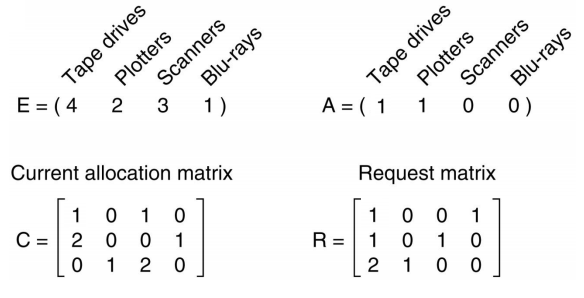 Tape drives Plotters Scanners Blu-rays
E = ( 4 2 3 1 )
Tape drives Plotters Scanners Blu-rays
A = ( 1 1 0 0 )
Current allocation matrix
C =
1 0 1 0
2 0 0 1
0 1 2 0
Request matrix
R =
1 0 0 1
1 0 1 0
2 1 0 0